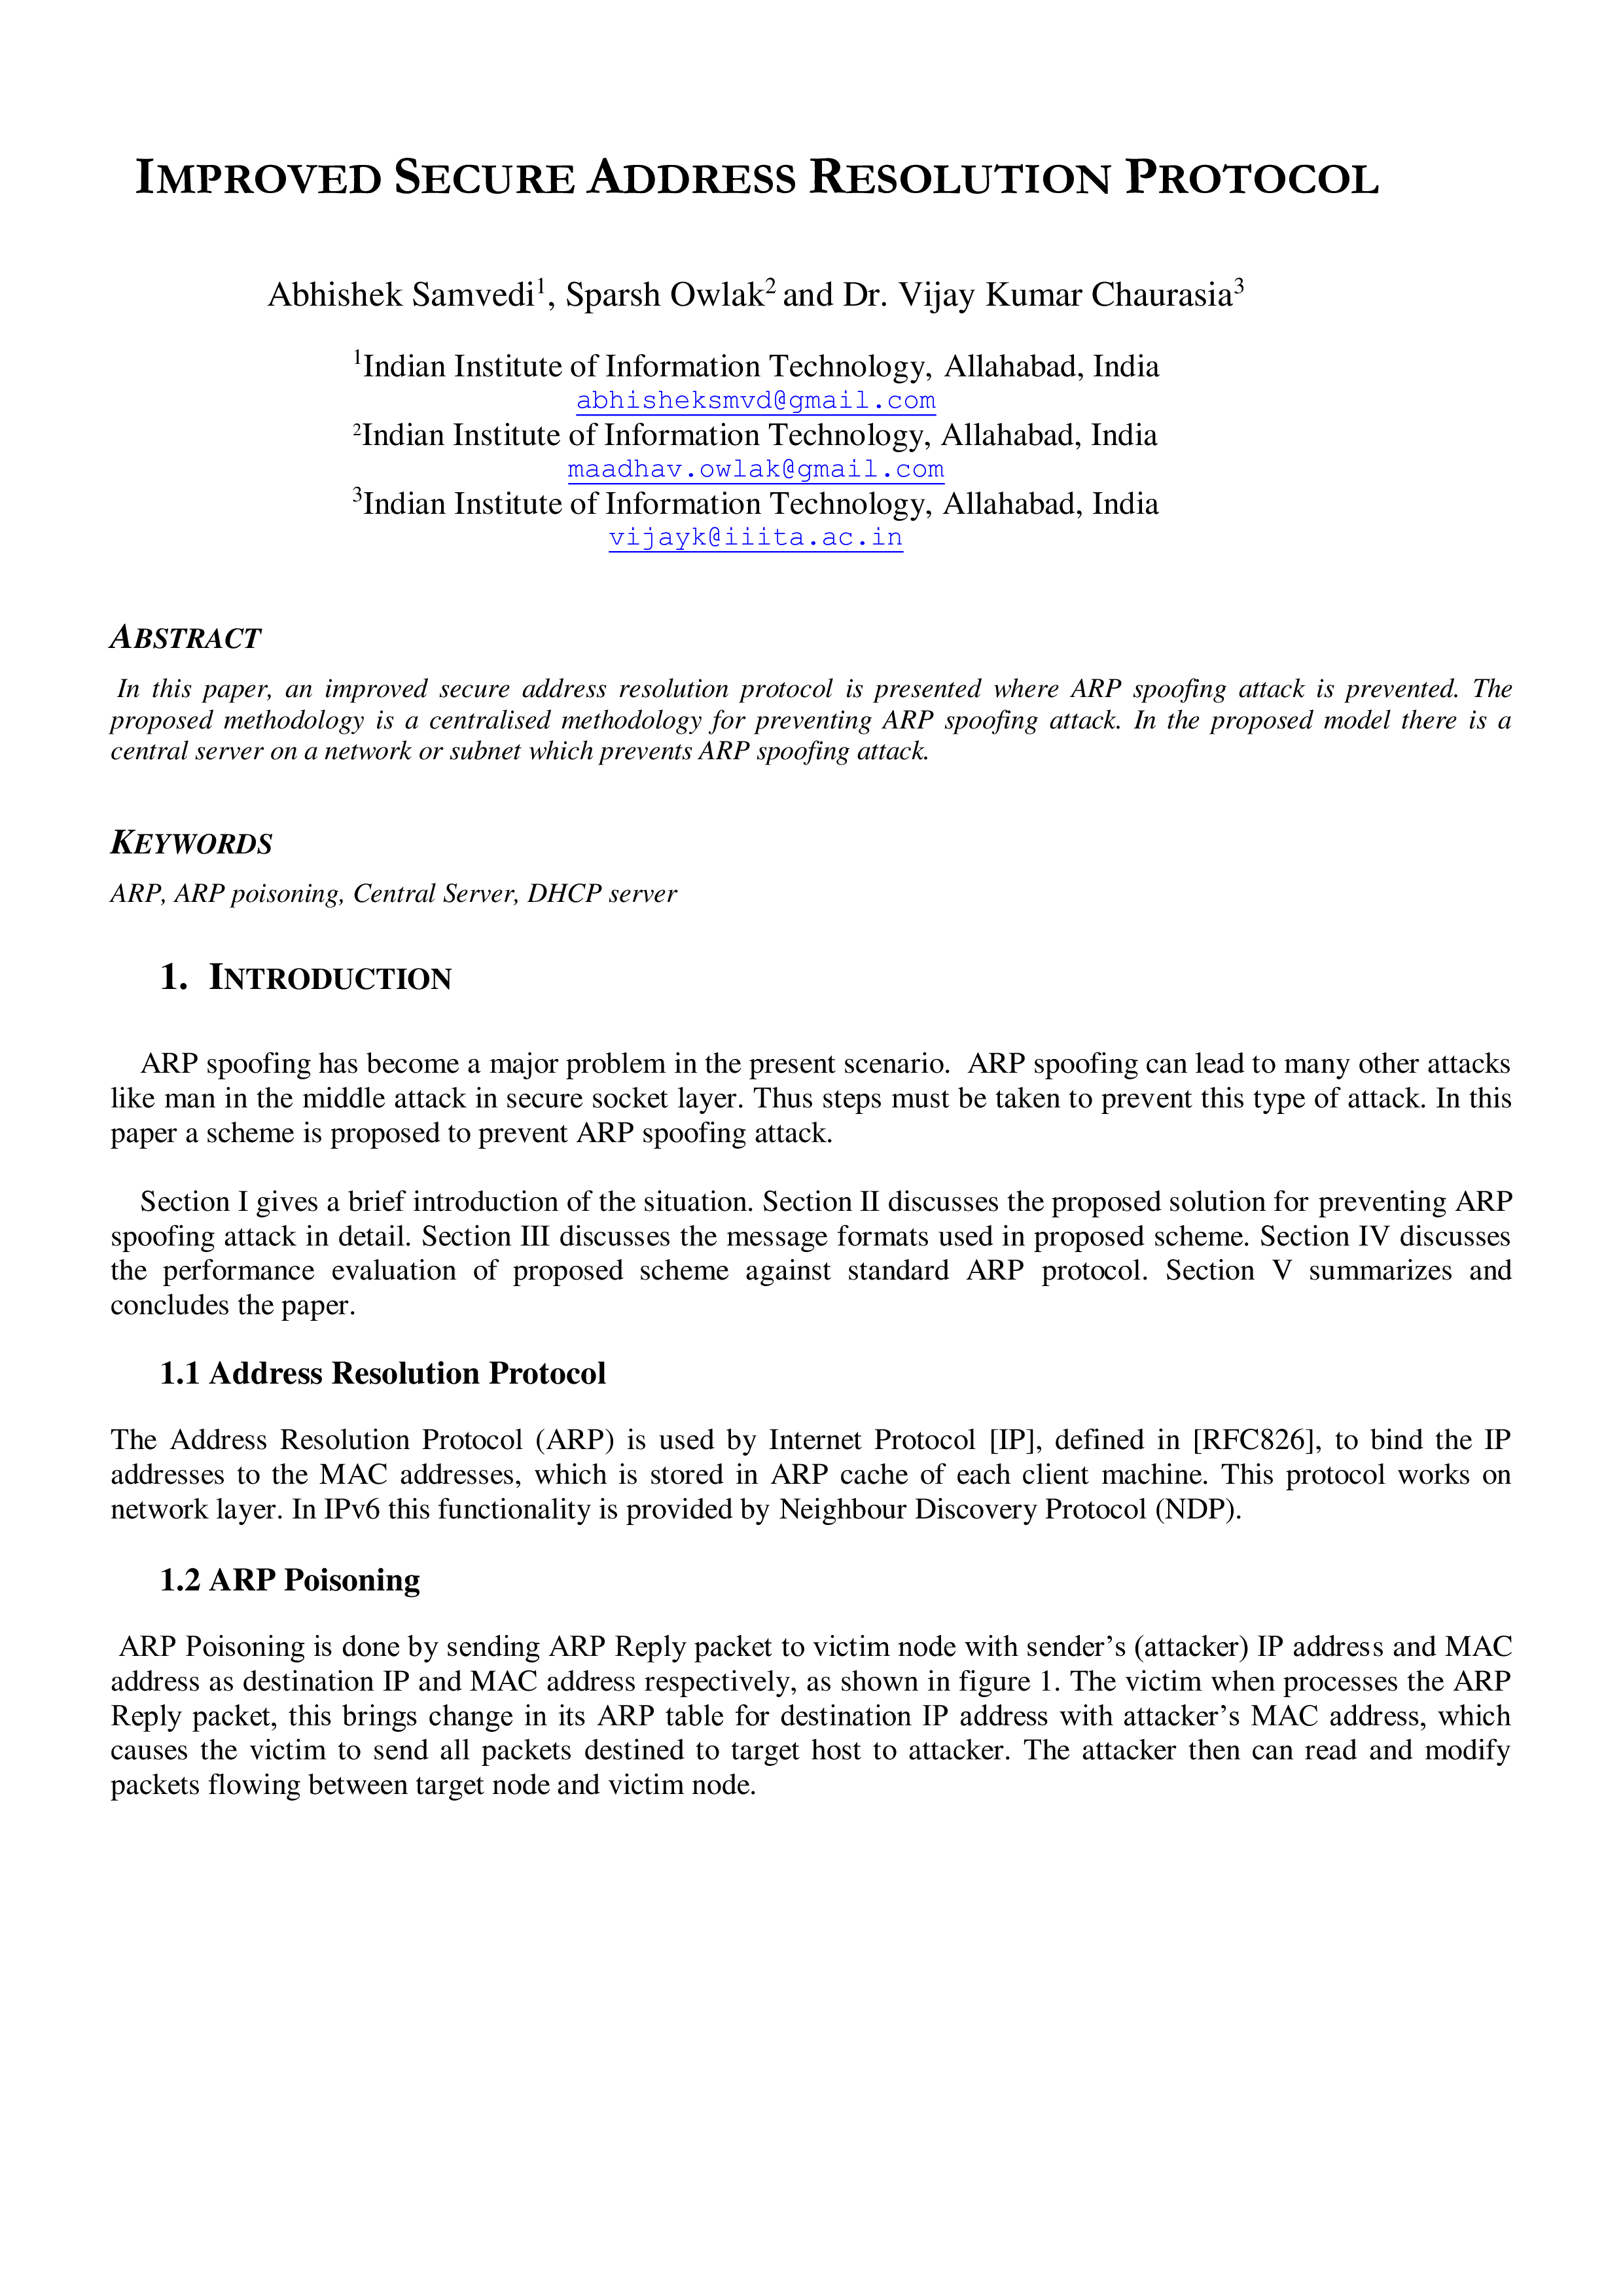 IMPROVED SECURE ADDRESS RESOLUTION PROTOCOL
Abhishek Samvedi1, Sparsh Owlak2 and Dr. Vijay Kumar Chaurasia3
1Indian Institute of Information Technology, Allahabad, India
abhisheksmvd@gmail.com
2Indian Institute of Information Technology, Allahabad, India
maadhav.owlak@gmail.com
3Indian Institute of Information Technology, Allahabad, India
vijayk@iiita.ac.in
ABSTRACT
In this paper, an improved secure address resolution protocol is presented where ARP spoofing attack is prevented. The
proposed methodology is a centralised methodology for preventing ARP spoofing attack. In the proposed model there is a
central server on a network or subnet which prevents ARP spoofing attack.
KEYWORDS
ARP, ARP poisoning, Central Server, DHCP server
1. INTRODUCTION
ARP spoofing has become a major problem in the present scenario. ARP spoofing can lead to many other attacks
like man in the middle attack in secure socket layer. Thus steps must be taken to prevent this type of attack. In this
paper a scheme is proposed to prevent ARP spoofing attack.
Section I gives a brief introduction of the situation. Section II discusses the proposed solution for preventing ARP
spoofing attack in detail. Section III discusses the message formats used in proposed scheme. Section IV discusses
the performance evaluation of proposed scheme against standard ARP protocol. Section V summarizes and
concludes the paper.
1.1 Address Resolution Protocol
The Address Resolution Protocol (ARP) is used by Internet Protocol [IP], defined in [RFC826], to bind the IP
addresses to the MAC addresses, which is stored in ARP cache of each client machine. This protocol works on
network layer. In IPv6 this functionality is provided by Neighbour Discovery Protocol (NDP).
1.2 ARP Poisoning
ARP Poisoning is done by sending ARP Reply packet to victim node with sender’s (attacker) IP address and MAC
address as destination IP and MAC address respectively, as shown in figure 1. The victim when processes the ARP
Reply packet, this brings change in its ARP table for destination IP address with attacker’s MAC address, which
causes the victim to send all packets destined to target host to attacker. The attacker then can read and modify
packets flowing between target node and victim node.